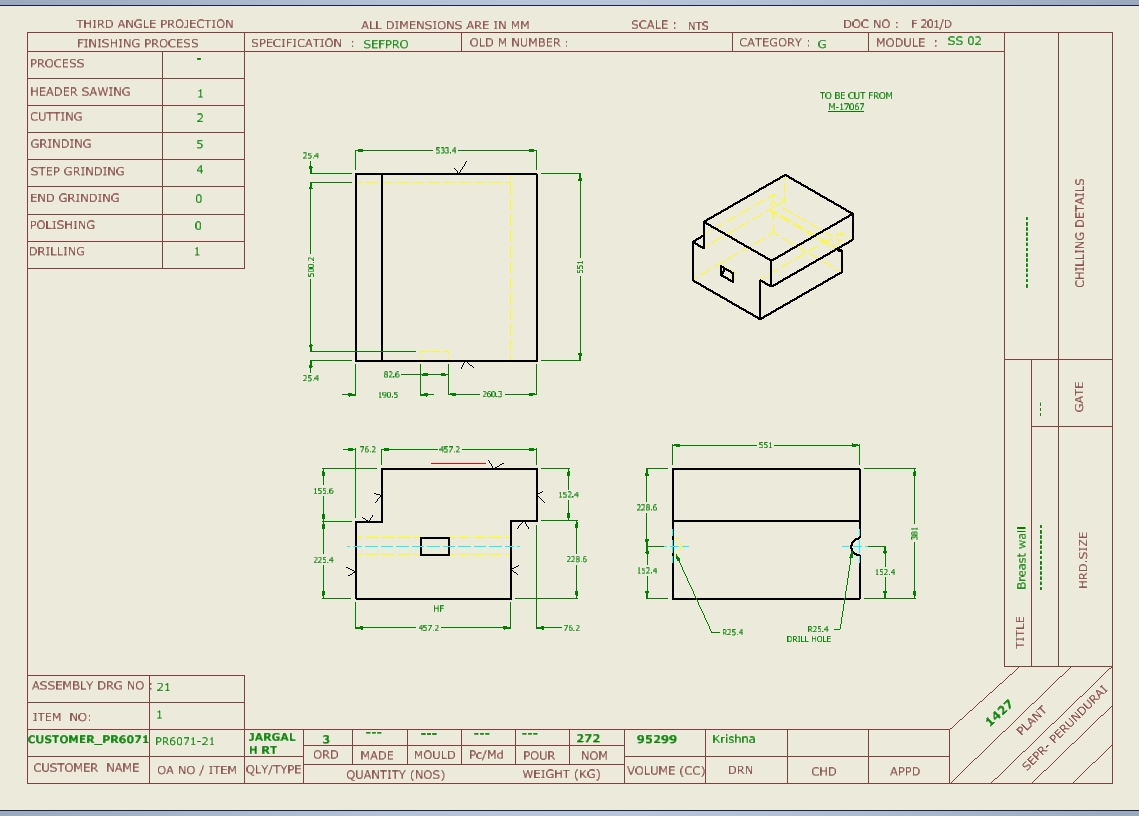 THIRD ANGLE PROJECTION
ALL DIMENSIONS ARE IN MM
SCALE : NTS
DOC NO : F 201/D
FINISHING PROCESS
SPECIFICATION : SEFPRO
OLD M NUMBER :
CATEGORY : G
MODULE : SS 02
PROCESS -
HEADER SAWING 1
CUTTING 2
GRINDING 5
STEP GRINDING 4
END GRINDING 0
POLISHING 0
DRILLING 1
TO BE CUT FROM
M-17067
533.4
25.4
500.2
551
25.4
82.6
190.5
260.3
76.2
457.2
155.6
152.4
225.4
228.6
HF
457.2
76.2
551
228.6
381
152.4
152.4
R25.4
R25.4
DRILL HOLE
CHILLING DETAILS
--------------
GATE
---
HRD.SIZE
-------------
TITLE Breast wall
ASSEMBLY DRG NO : 21
ITEM NO: 1
CUSTOMER_PR6071
PR6071-21
CUSTOMER NAME
OA NO / ITEM
JARGAL
H RT
QLY/TYPE
3
---
---
---
---
272
ORD
MADE
MOULD
Pc/Md
POUR
NOM
QUANTITY (NOS)
WEIGHT (KG)
95299
VOLUME (CC)
Krishna
DRN
CHD
APPD
1427
PLANT
SEPR- PERUNDURAI